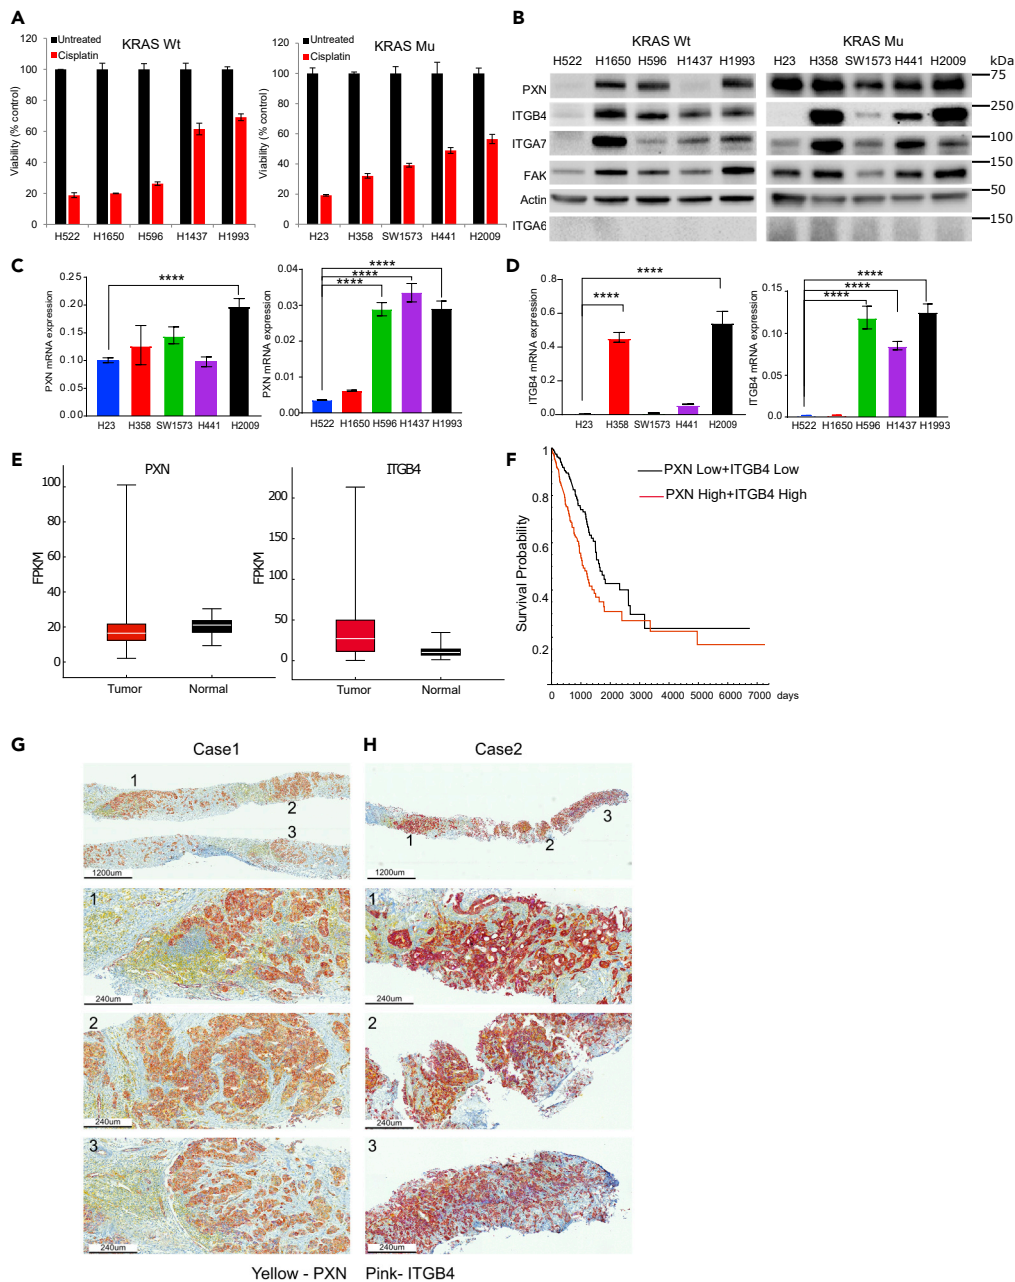 A
KRAS Wt
Untreated
Cisplatin
Viability (% control)
120
100
80
60
40
20
0
H522 H1650 H596 H1437 H1993
KRAS Mu
Untreated
Cisplatin
Viability (% control)
120
100
80
60
40
20
0
H23 H358 SW1573 H441 H2009
B
KRAS Wt KRAS Mu
H522 H1650 H596 H1437 H1993 H23 H358 SW1573 H441 H2009 kDa
PXN 75
ITGB4 250
ITGA7 100
FAK 150
Actin 50
ITGA6 150
C
PXN mRNA expression
0.25
0.20
0.15
0.10
0.05
0.00
****
H23 H358 SW1573 H441 H2009
PXN mRNA expression
0.04
0.03
0.02
0.01
0.00
****
****
****
H522 H1650 H596 H1437 H1993
D
ITGB4 mRNA expression
0.8
0.6
0.4
0.2
0.0
****
****
H23 H358 SW1573 H441 H2009
ITGB4 mRNA expression
0.15
0.10
0.05
0.0
****
****
****
H522 H1650 H596 H1437 H1993
E
PXN
FPKM
100
80
60
40
20
0
Tumor Normal
ITGB4
FPKM
200
150
100
50
0
Tumor Normal
F
PXN Low+ITGB4 Low
PXN High+ITGB4 High
Survival Probability
1
0.8
0.6
0.4
0.2
0 1000 2000 3000 4000 5000 6000 7000 days
G
Case1
1
2
3
1200um
1
240um
2
240um
3
240um
H
Case2
1
2
3
1200um
1
240um
2
240um
3
240um
Yellow - PXN Pink- ITGB4